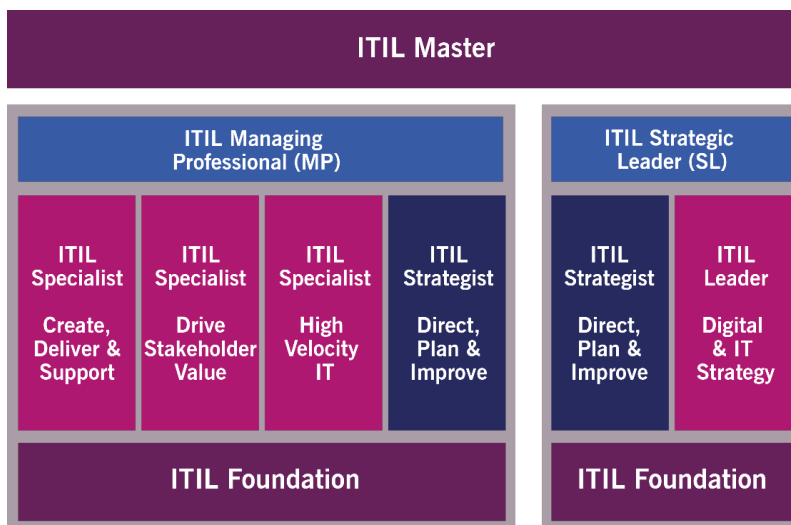 ITIL Master
ITIL Managing
Professional (MP)
ITIL Specialist
Create,
Deliver &
Support
ITIL Specialist
Drive
Stakeholder
Value
ITIL Specialist
High
Velocity
IT
ITIL Strategist
Direct,
Plan &
Improve
ITIL Foundation
ITIL Strategic
Leader (SL)
ITIL Strategist
Direct,
Plan &
Improve
ITIL Leader
Digital
& IT
Strategy
ITIL Foundation